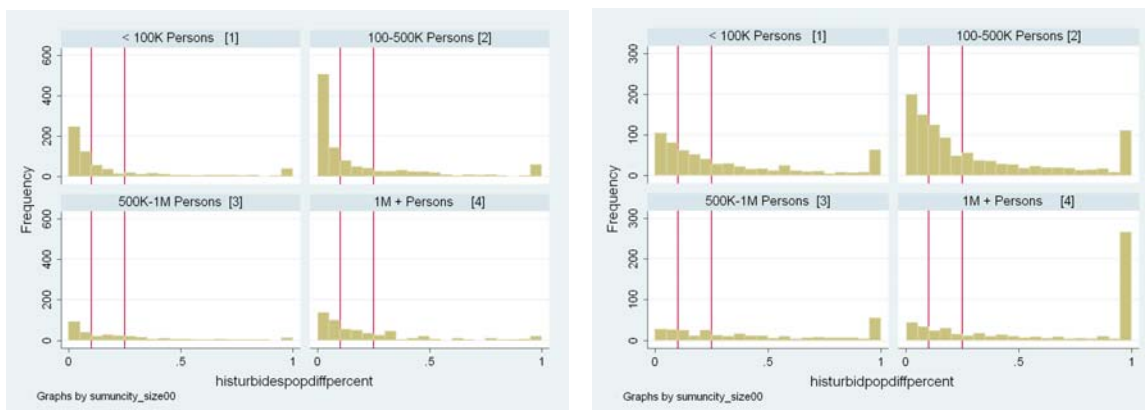 < 100K Persons [1]
100-500K Persons [2]
0 200 400 600
500K-1M Persons [3]
1M + Persons [4]
0 200 400 600
Frequency
0 .5 1
0 .5 1
histurbidespopdiffpercent
Graphs by sumuncity_size00
< 100K Persons [1]
100-500K Persons [2]
0 100 200 300
500K-1M Persons [3]
1M + Persons [4]
0 100 200 300
Frequency
0 .5 1
0 .5 1
histurbidpopdiffpercent
Graphs by sumuncity_size00